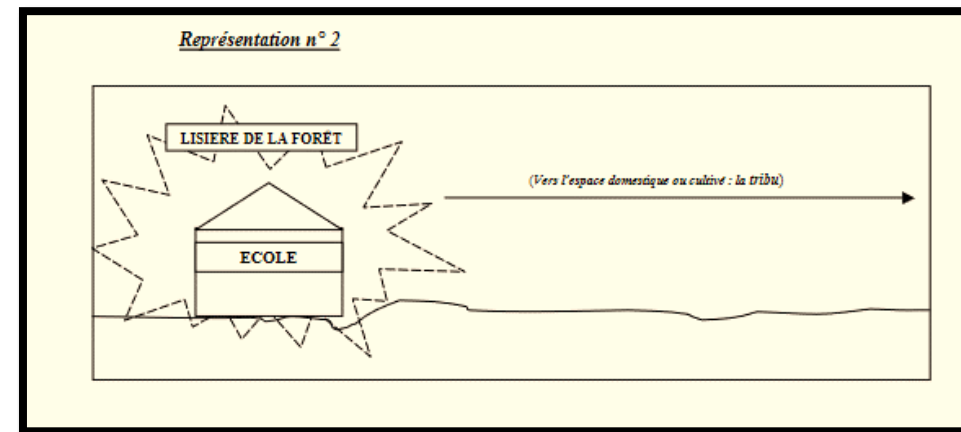 Représentation n° 2
LISIERE DE LA FORÊT
(Vers l'espace domestique ou cultivé : la tribu)
ECOLE